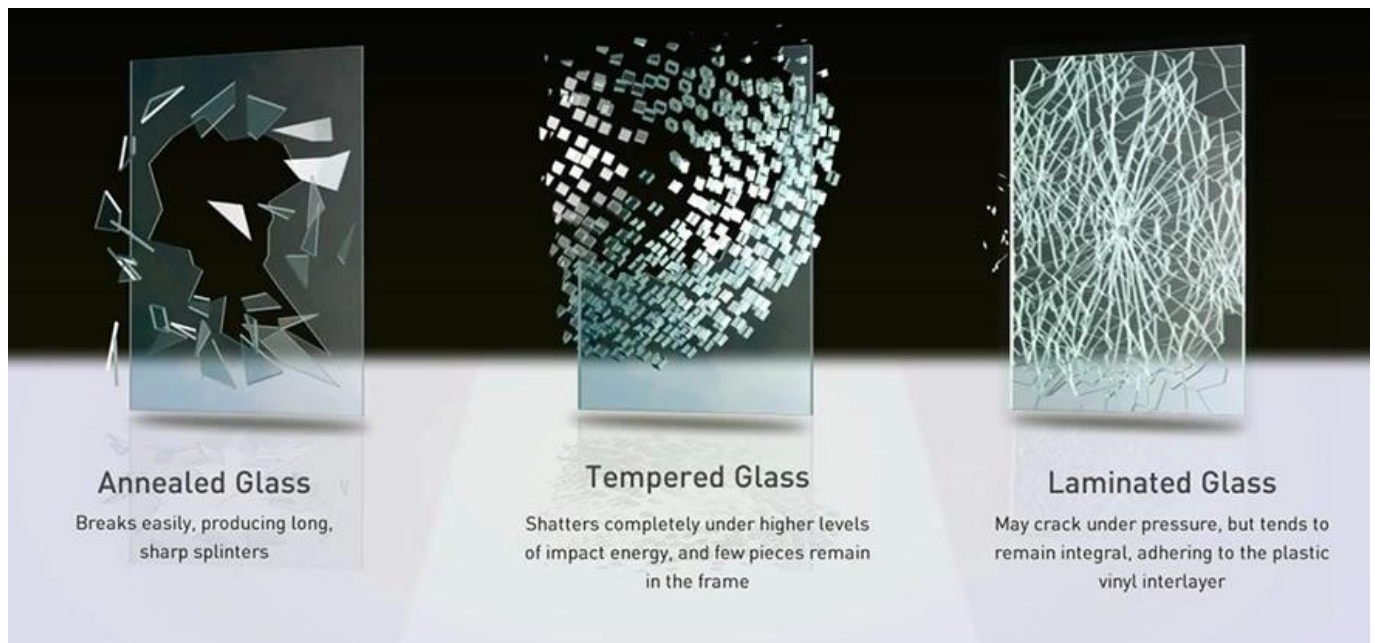 Annealed Glass
Breaks easily, producing long,
sharp splinters
Tempered Glass
Shatters completely under higher levels
of impact energy, and few pieces remain
in the frame
Laminated Glass
May crack under pressure, but tends to
remain integral, adhering to the plastic
vinyl interlayer